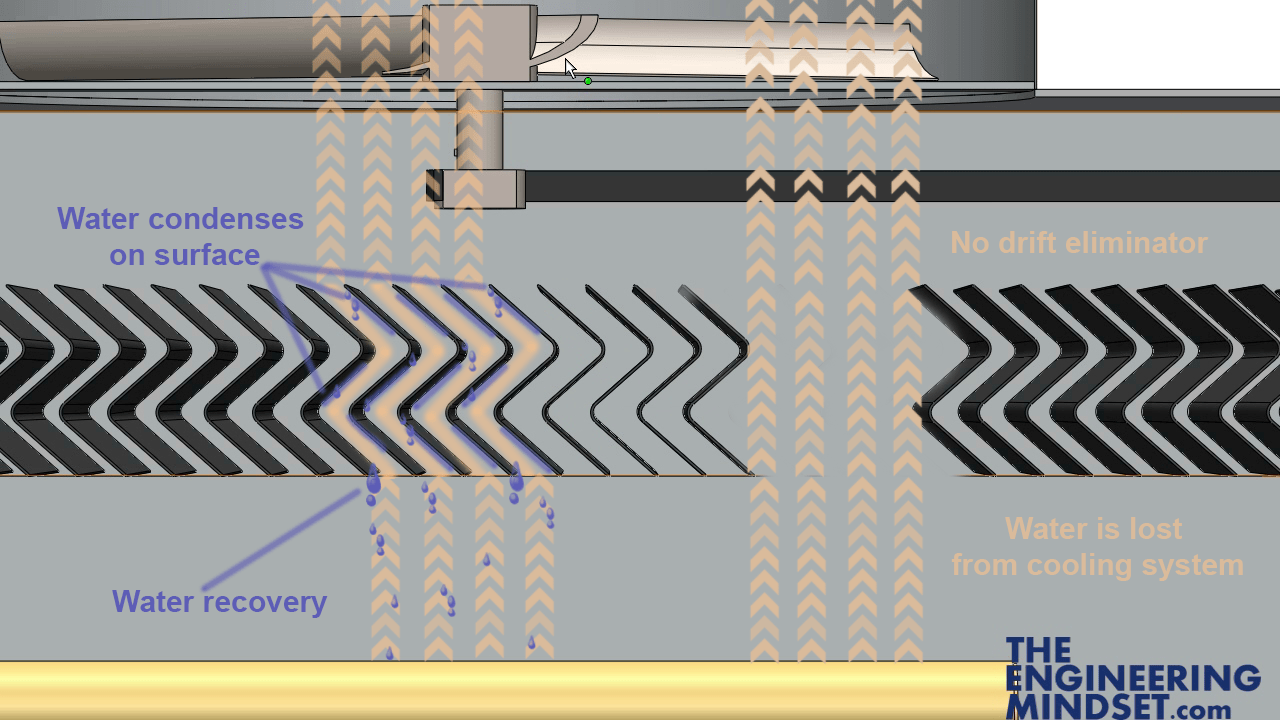 Water condenses
on surface
No drift eliminator
Water is lost
from cooling system
Water recovery
THE
ENGINEERING
MINDSET.com